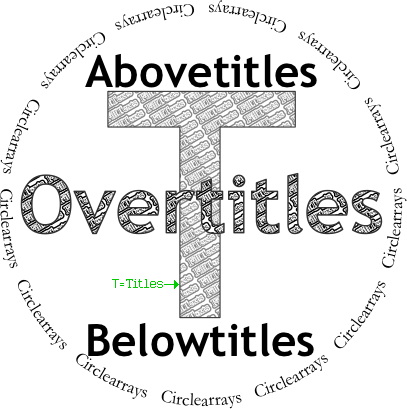 Circlearrays
Circlearrays
Circlearrays
Circlearrays
Abovetitles
T
Circlearrays
Circlearrays
Overtitles
Circlearrays
Circlearrays
T=Titles
Circlearrays
Circlearrays
Belowtitles
Circlearrays
Circlearrays
Circlearrays